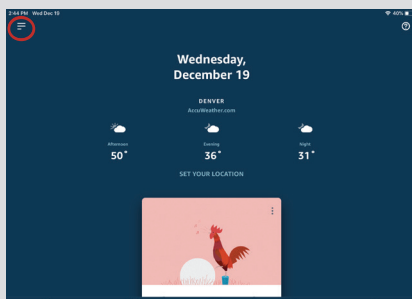 2:44 PM Wed Dec 19
40%
Wednesday,
December 19
DENVER
AccuWeather.com
Afternoon Evening Night
50° 36° 31°
SET YOUR LOCATION